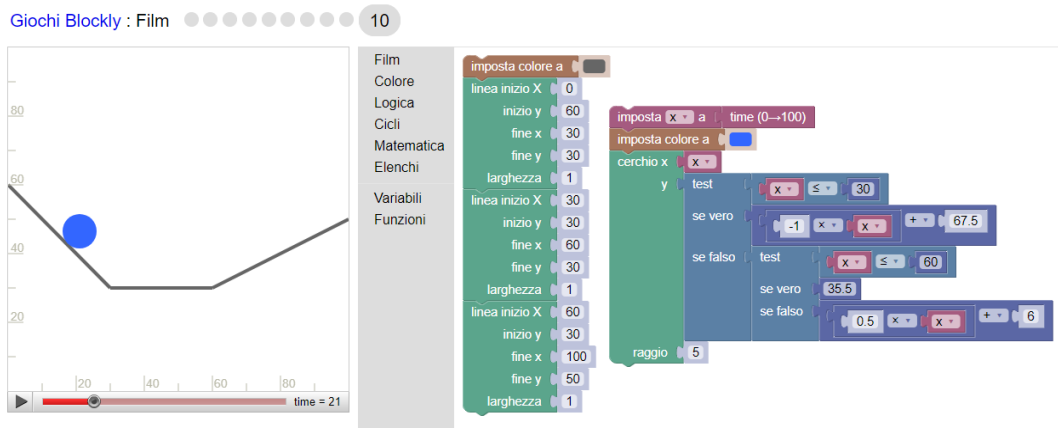 Giochi Blockly : Film 10
80
60
40
20
20 40 60 80
time = 21
Film
Colore
Logica
Cicli
Matematica
Elenchi
Variabili
Funzioni
imposta colore a
linea inizio X 0
inizio y 60
fine x 30
fine y 30
larghezza 1
linea inizio X 30
inizio y 30
fine x 60
fine y 30
larghezza 1
linea inizio X 60
inizio y 30
fine x 100
fine y 50
larghezza 1
imposta x a time (0→100)
imposta colore a
cerchio x x
y test x ≤ 30
se vero -1 × x + 67.5
se falso test x ≤ 60
se vero 35.5
se falso 0.5 × x + 6
raggio 5